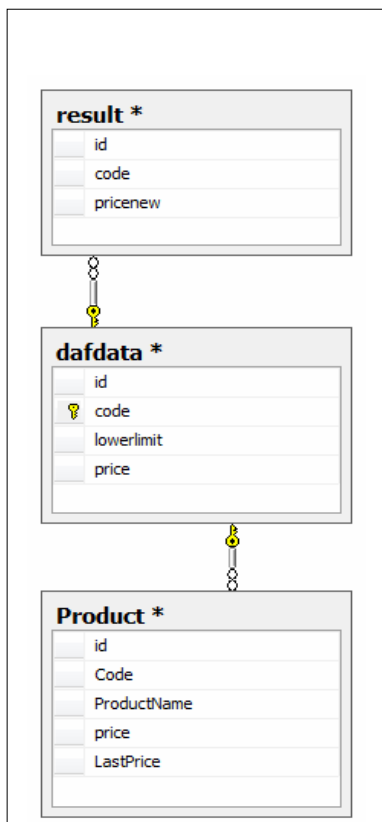 result *
id
code
pricenew
dafdata *
id
code
lowerlimit
price
Product *
id
Code
ProductName
price
LastPrice